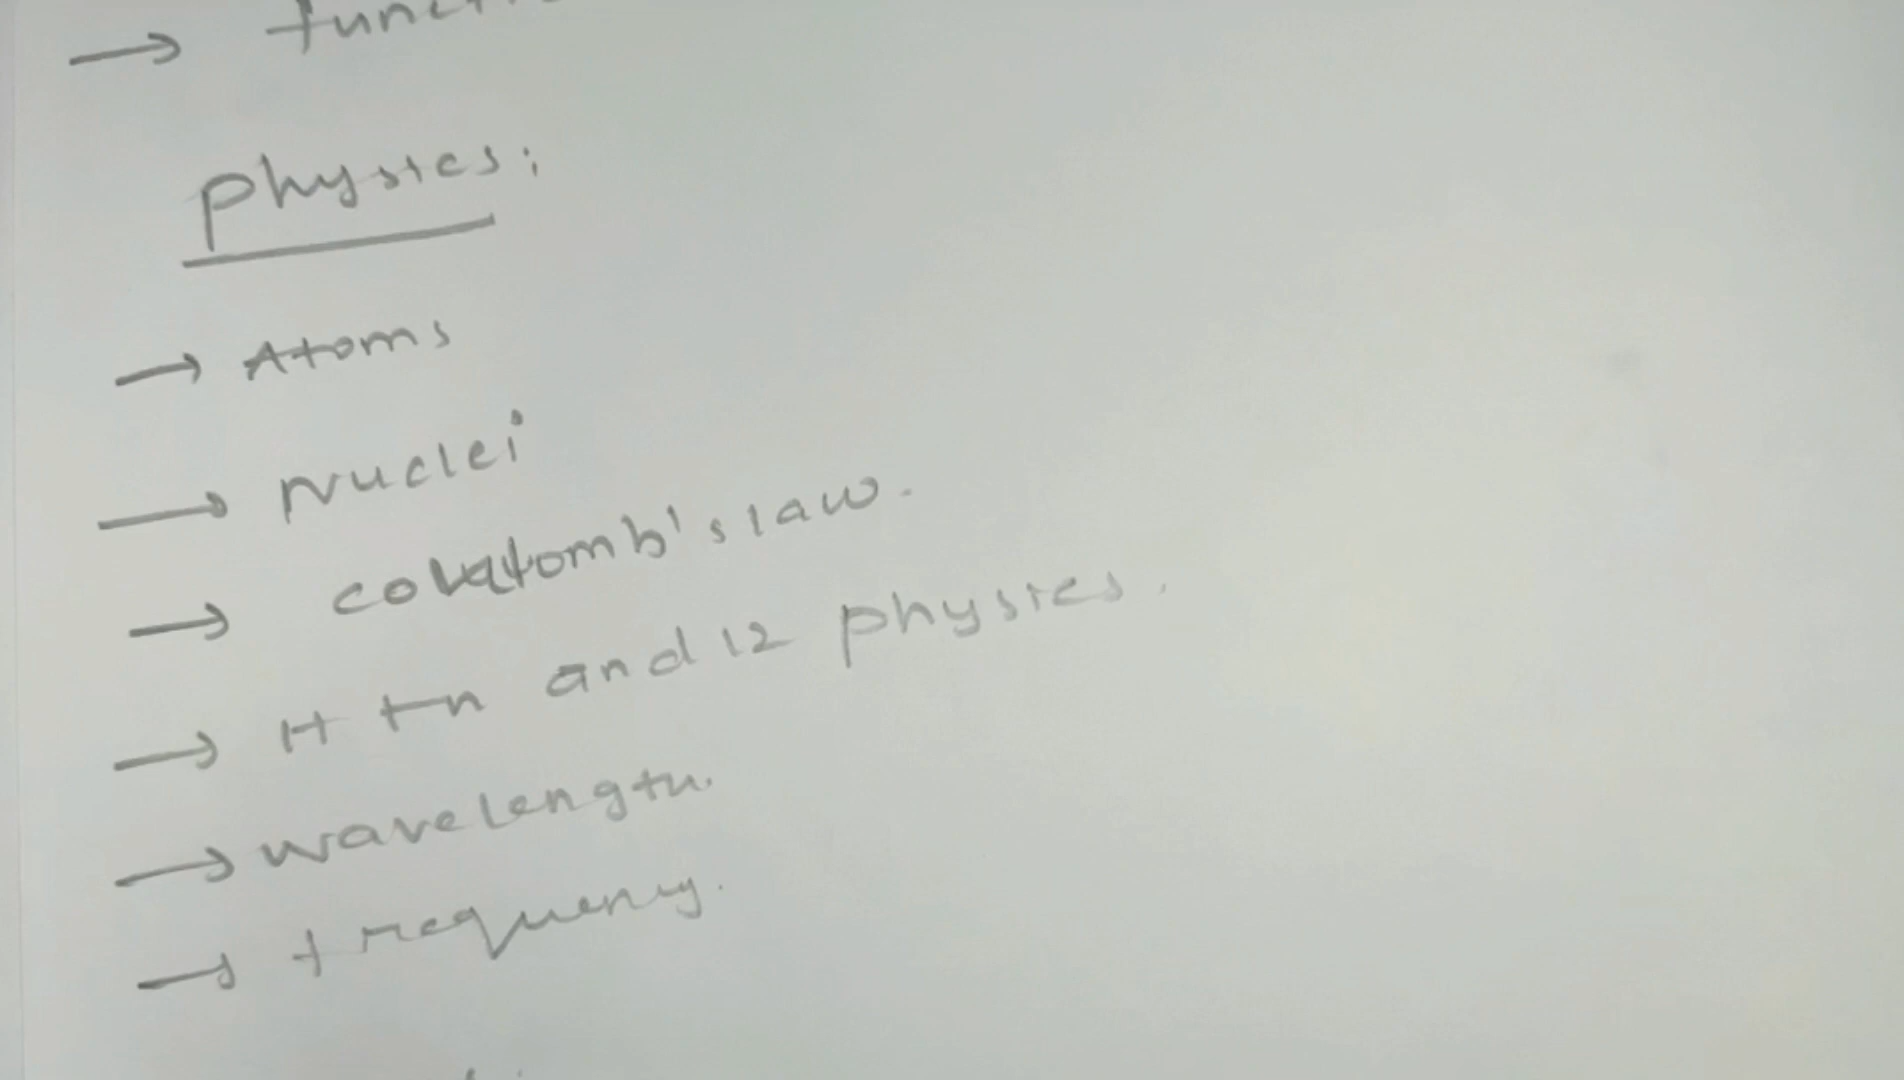 →
physics:
→ Atoms
→ Nuclei
→ coulomb's law.
→ 11 th and 12 physics.
→ wavelength.
→ frequency.